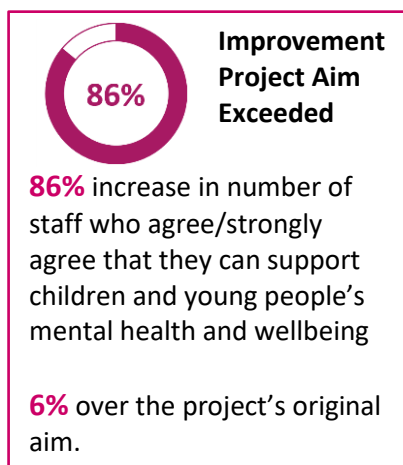 86%
Improvement
Project Aim
Exceeded
86% increase in number of
staff who agree/strongly
agree that they can support
children and young people’s
mental health and wellbeing
6% over the project’s original
aim.